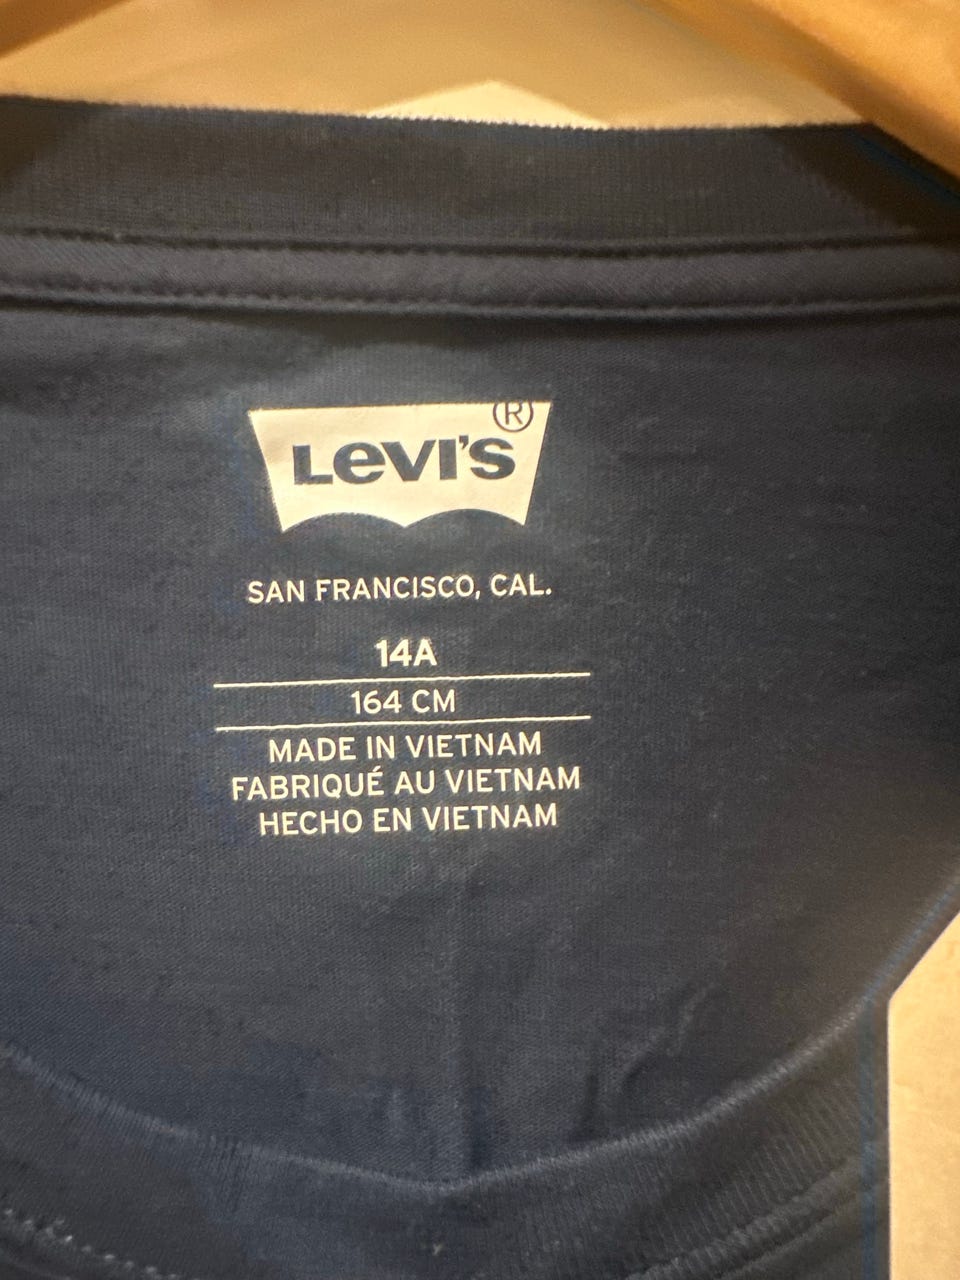 LEVI'S®
SAN FRANCISCO, CAL.
14A
164 CM
MADE IN VIETNAM
FABRIQUÉ AU VIETNAM
HECHO EN VIETNAM